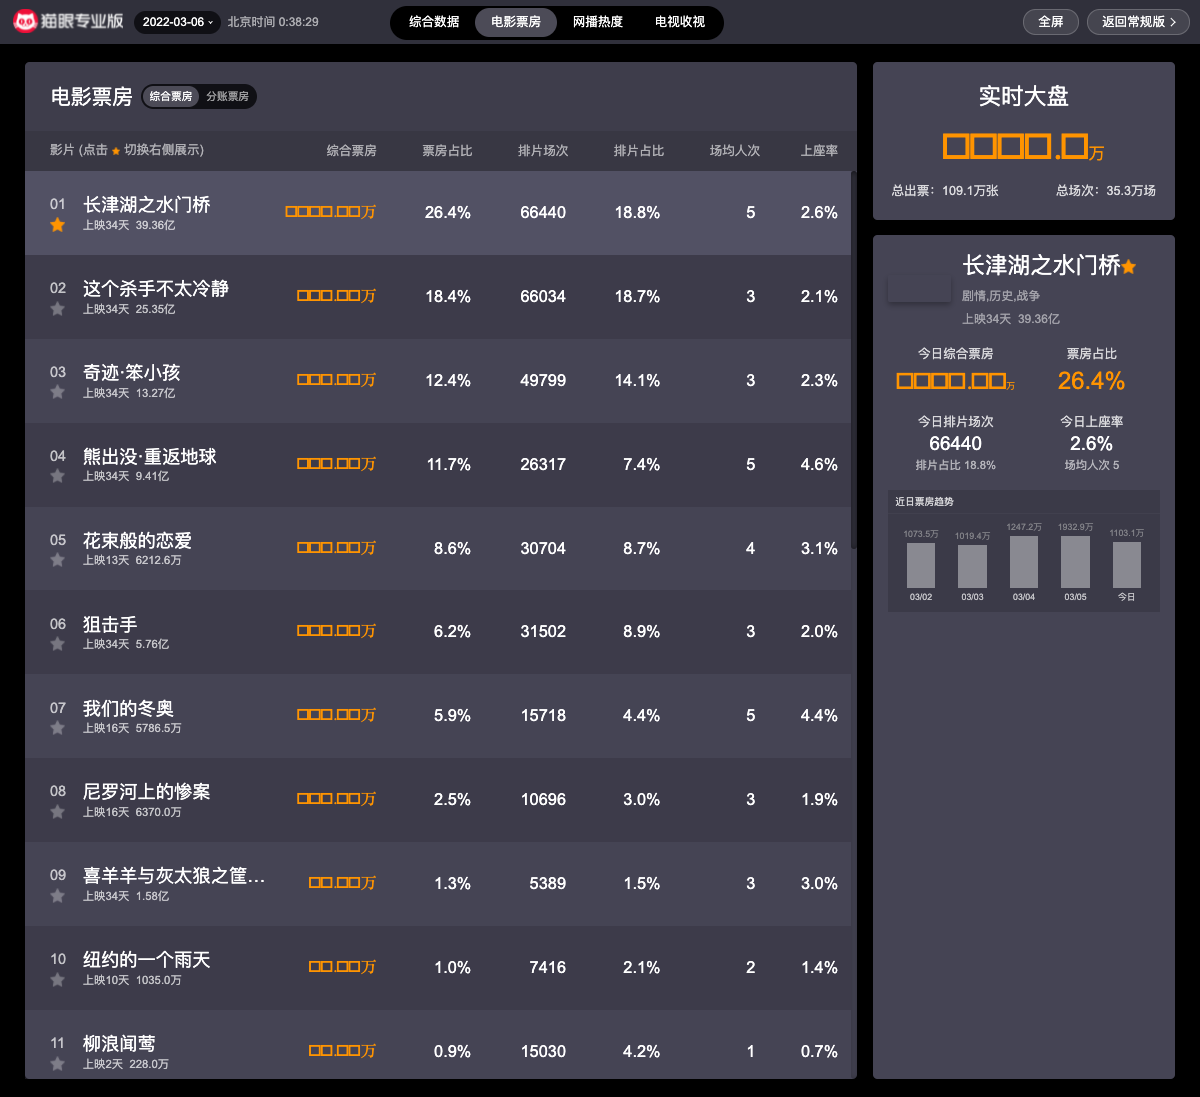 猫眼专业版
2022-03-06
北京时间 0:38:29
综合数据
电影票房
网播热度
电视收视
全屏
返回常规版
电影票房
综合票房
分账票房
影片 (点击 切换右侧展示)
综合票房
票房占比
排片场次
排片占比
场均人次
上座率
01 长津湖之水门桥 万 26.4% 66440 18.8% 5 2.6%
上映34天 39.36亿
02 这个杀手不太冷静 万 18.4% 66034 18.7% 3 2.1%
上映34天 25.35亿
03 奇迹·笨小孩 万 12.4% 49799 14.1% 3 2.3%
上映34天 13.27亿
04 熊出没·重返地球 万 11.7% 26317 7.4% 5 4.6%
上映34天 9.41亿
05 花束般的恋爱 万 8.6% 30704 8.7% 4 3.1%
上映13天 6212.6万
06 狙击手 万 6.2% 31502 8.9% 3 2.0%
上映34天 5.76亿
07 我们的冬奥 万 5.9% 15718 4.4% 5 4.4%
上映16天 5786.5万
08 尼罗河上的惨案 万 2.5% 10696 3.0% 3 1.9%
上映16天 6370.0万
09 喜羊羊与灰太狼之筐... 万 1.3% 5389 1.5% 3 3.0%
上映34天 1.58亿
10 纽约的一个雨天 万 1.0% 7416 2.1% 2 1.4%
上映10天 1035.0万
11 柳浪闻莺 万 0.9% 15030 4.2% 1 0.7%
上映2天 228.0万
实时大盘
万
总出票：109.1万张
总场次：35.3万场
长津湖之水门桥
剧情,历史,战争
上映34天 39.36亿
今日综合票房
票房占比
万
26.4%
今日排片场次
今日上座率
66440
2.6%
排片占比 18.8%
场均人次 5
近日票房趋势
1073.5万
1019.4万
1247.2万
1932.9万
1103.1万
03/02
03/03
03/04
03/05
今日